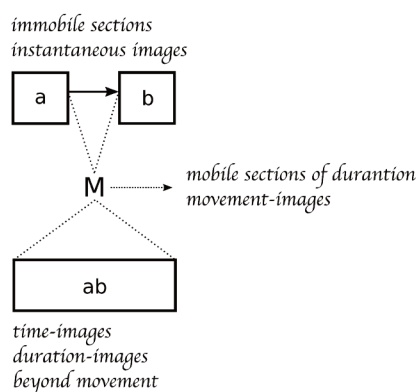 immobile sections
instantaneous images
a
b
M
mobile sections of durantion
movement-images
ab
time-images
duration-images
beyond movement